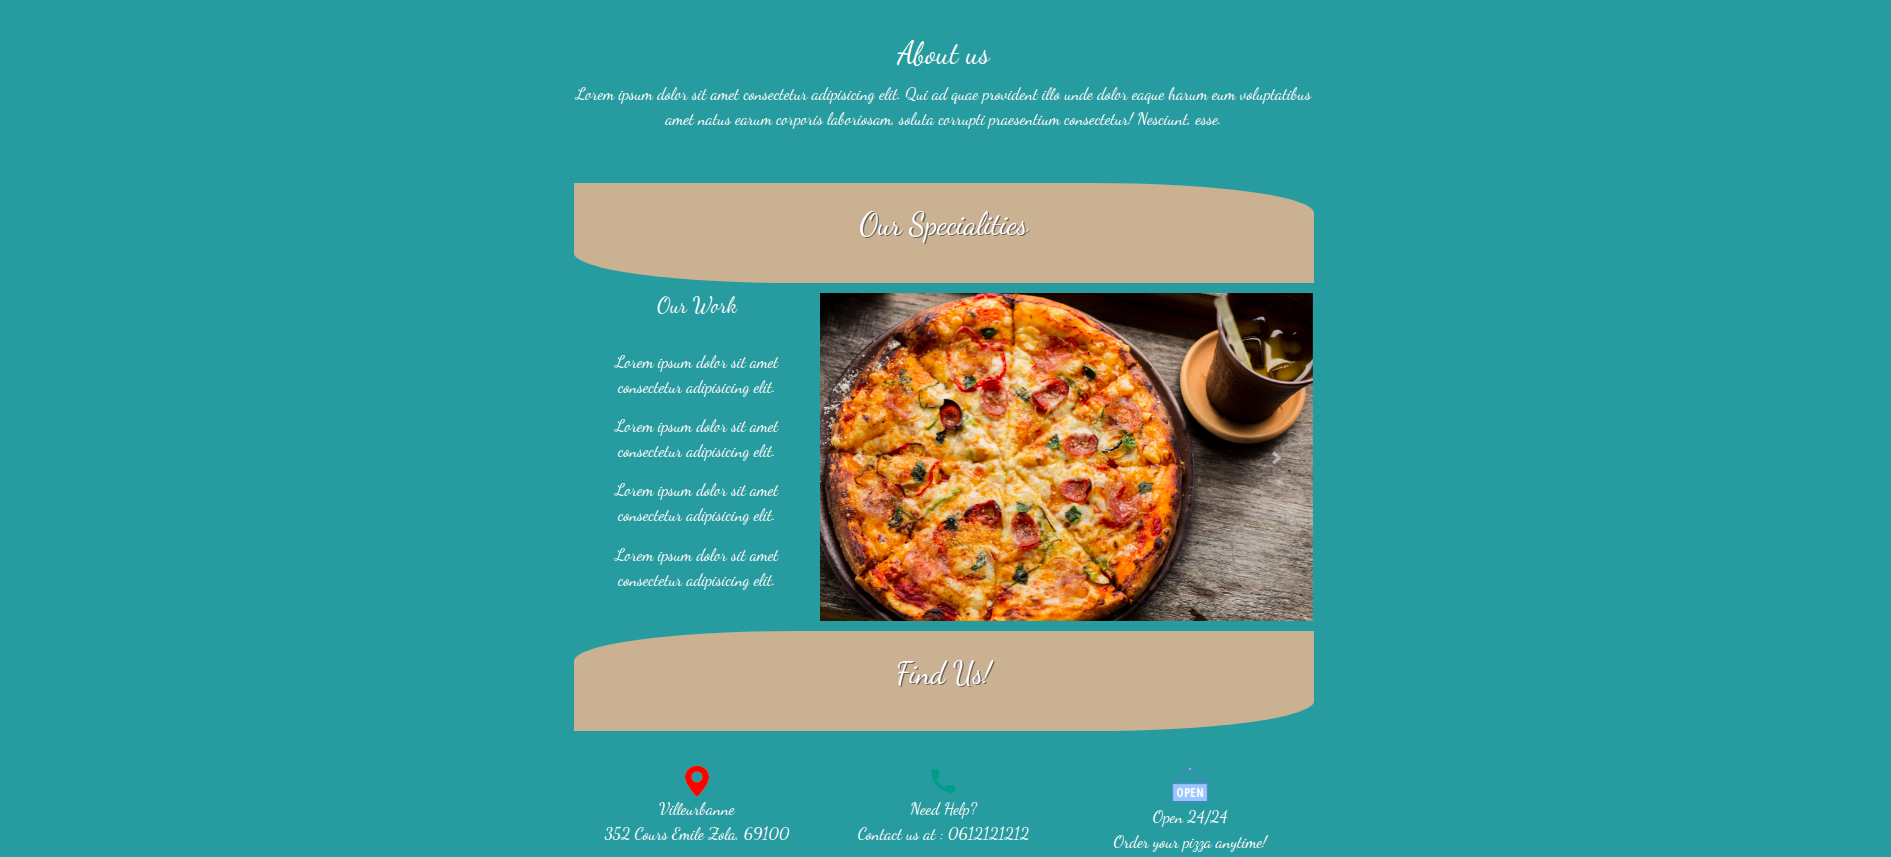 About us
Lorem ipsum dolor sit amet consectetur adipisicing elit. Qui ad quae provident illo unde dolor eaque harum eum voluptatibus
amet natus earum corporis laboriosam, soluta corrupti praesentium consectetur! Nesciunt, esse.
Our Specialities
Our Work
Lorem ipsum dolor sit amet
consectetur adipisicing elit.
Lorem ipsum dolor sit amet
consectetur adipisicing elit.
Lorem ipsum dolor sit amet
consectetur adipisicing elit.
Lorem ipsum dolor sit amet
consectetur adipisicing elit.
Find Us!
Villeurbanne
352 Cours Emile Zola, 69100
Need Help?
Contact us at : 0612121212
OPEN
Open 24/24
Order your pizza anytime!